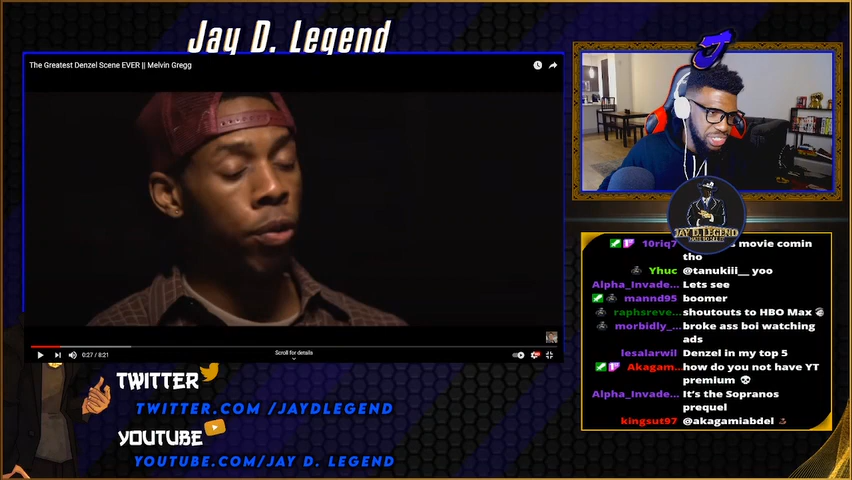 Jay D. Legend
The Greatest Denzel Scene EVER || Melvin Gregg
J
JAY D. LEGEND
10riq7 movie comin
tho
Yhuc @tanukiii__ yoo
Alpha_Invade... Lets see
mannd95 boomer
raphsreve... shoutouts to HBO Max
morbidly_... broke ass boi watching
ads
lesalarwil Denzel in my top 5
Akagam... how do you not have YT
premium 💀
Alpha_Invade... It's the Sopranos
prequel
kingsut97 @akagamiabdel
0:27 / 8:21
Scroll for details
TWITTER
TWITTER.COM /JAYDLEGEND
YOUTUBE
YOUTUBE.COM/JAY D. LEGEND